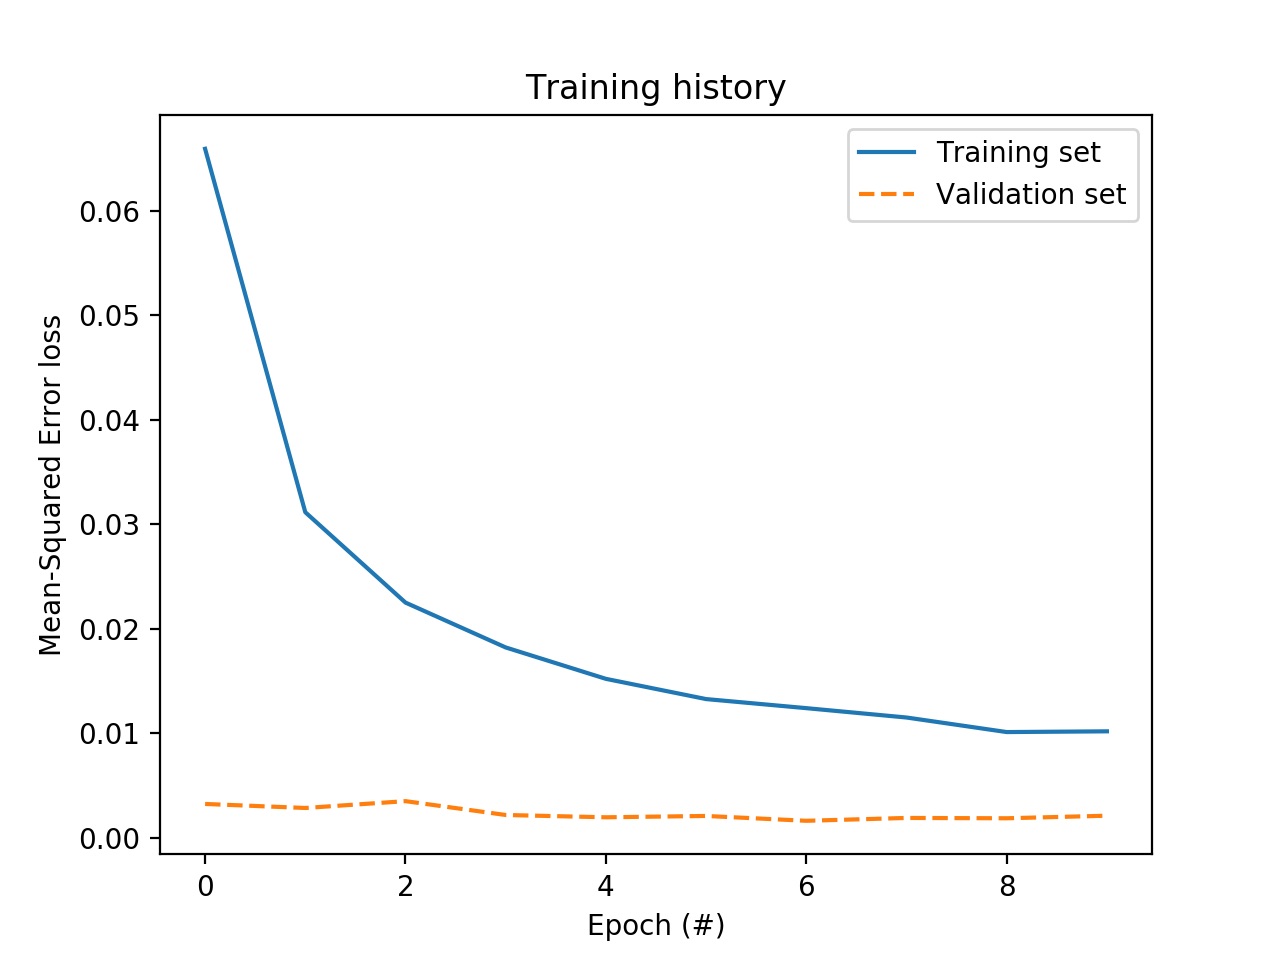 Training history
Training set
Validation set
0.06
0.05
0.04
0.03
0.02
0.01
0.00
Mean-Squared Error loss
0 2 4 6 8
Epoch (#)